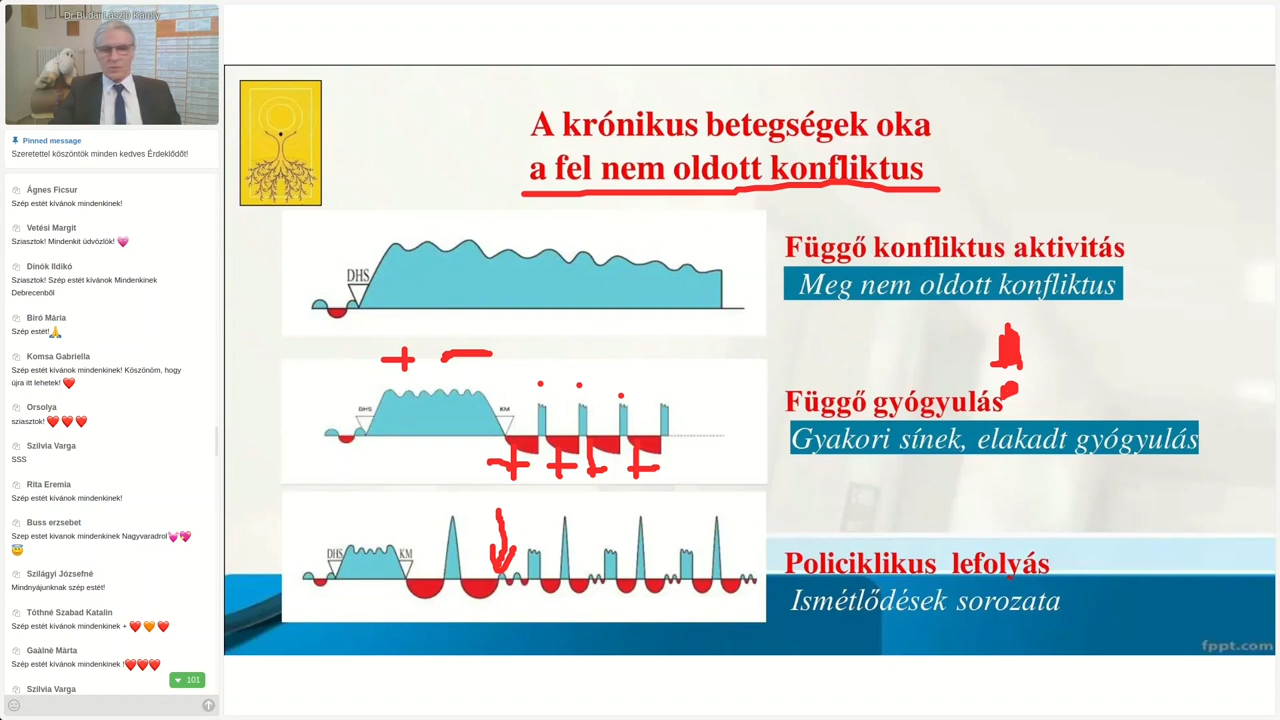 Dr Budai László Károly
Pinned message
Szeretettel köszöntök minden kedves Érdeklődőt!
Ágnes Ficsur
Szép estét kívánok mindenkinek!
Vetési Margit
Sziasztok! Mindenkit üdvözlök! 💗
Dinók Ildikó
Sziasztok! Szép estét kívánok Mindenkinek
Debrecenből
Biró Mária
Szép estét!🙏
Komsa Gabriella
Szép estét kívánok mindenkinek! Köszönöm, hogy
újra itt lehetek! ❤️
Orsolya
sziasztok! ❤️ ❤️ ❤️
Szilvia Varga
SSS
Rita Eremia
Szép estét kívánok mindenkinek!
Buss erzsebet
Szep estet kivanok mindenkinek Nagyvaradrol💓💖
😇
Szilágyi Józsefné
Mindnyájunknak szép estét!
Tóthné Szabad Katalin
Szép estét kívánok mindenkinek + ❤️ 🧡 ❤️
Gaàlnè Màrta
Szép estét kívánok mindenkinek !❤️❤️❤️
101
Szilvia Varga
A krónikus betegségek oka
a fel nem oldott konfliktus
DHS
Függő konfliktus aktivitás
Meg nem oldott konfliktus
+ −
DHS KM
+ + + +
Függő gyógyulás
Gyakori sínek, elakadt gyógyulás
DHS KM
Policiklikus lefolyás
Ismétlődések sorozata
fppt.com